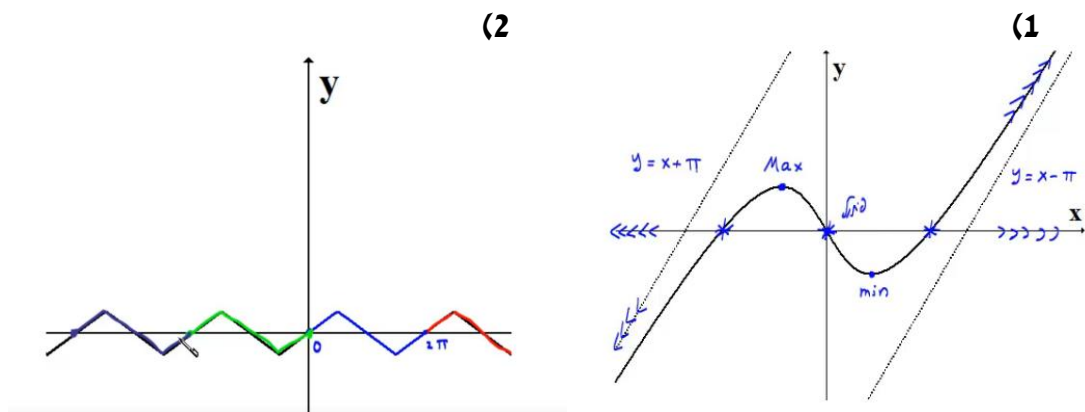 (2
y
0
2π
(1
y
Max
y = x + π
y = x - π
x
min